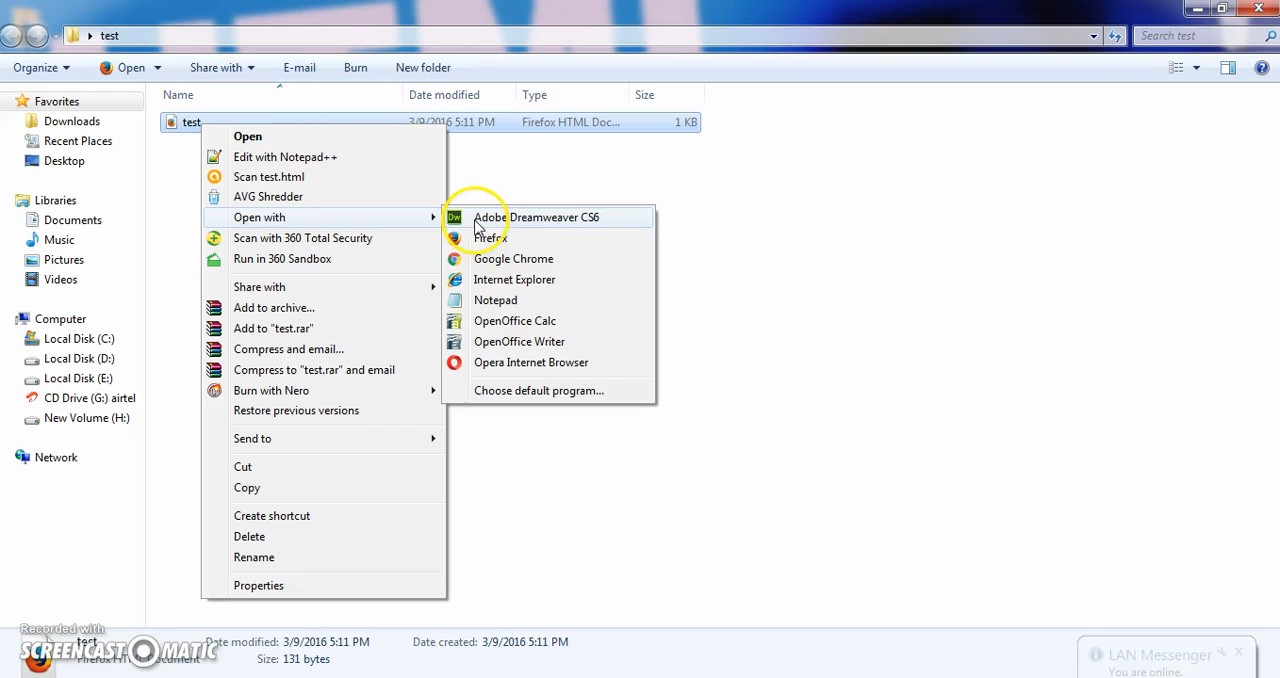 test
Search test
Organize
Open
Share with
E-mail
Burn
New folder
Name
Date modified
Type
Size
Favorites
Downloads
Recent Places
Desktop
Libraries
Documents
Music
Pictures
Videos
Computer
Local Disk (C:)
Local Disk (D:)
Local Disk (E:)
CD Drive (G:) airtel
New Volume (H:)
Network
test
3/9/2016 5:11 PM
Firefox HTML Doc...
1 KB
Open
Edit with Notepad++
Scan test.html
AVG Shredder
Open with
Scan with 360 Total Security
Run in 360 Sandbox
Share with
Add to archive...
Add to "test.rar"
Compress and email...
Compress to "test.rar" and email
Burn with Nero
Restore previous versions
Send to
Cut
Copy
Create shortcut
Delete
Rename
Properties
Dw Adobe Dreamweaver CS6
Firefox
Google Chrome
Internet Explorer
Notepad
OpenOffice Calc
OpenOffice Writer
Opera Internet Browser
Choose default program...
test
Date modified: 3/9/2016 5:11 PM
Date created: 3/9/2016 5:11 PM
Firefox HTML Document
Size: 131 bytes
Recorded with
SCREENCAST MATIC
LAN Messenger
You are online.